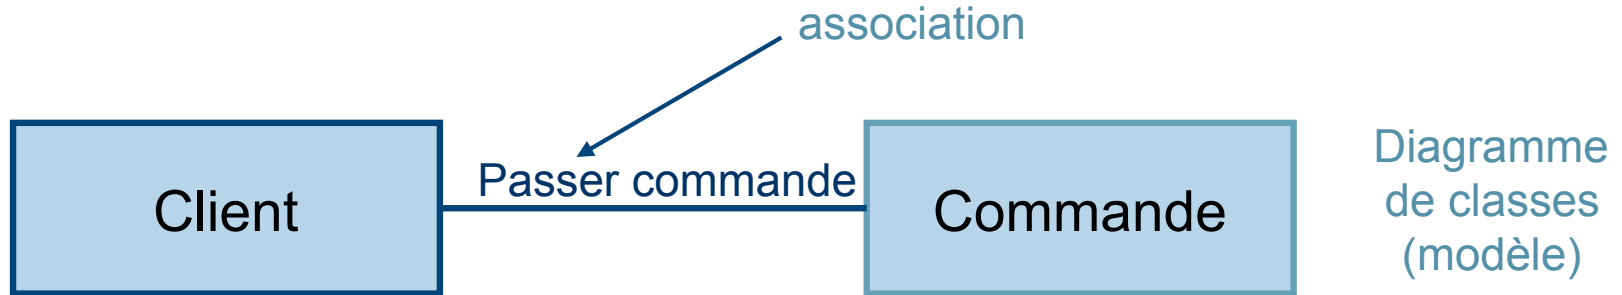 association
Client
Passer commande
Commande
Diagramme
de classes
(modèle)